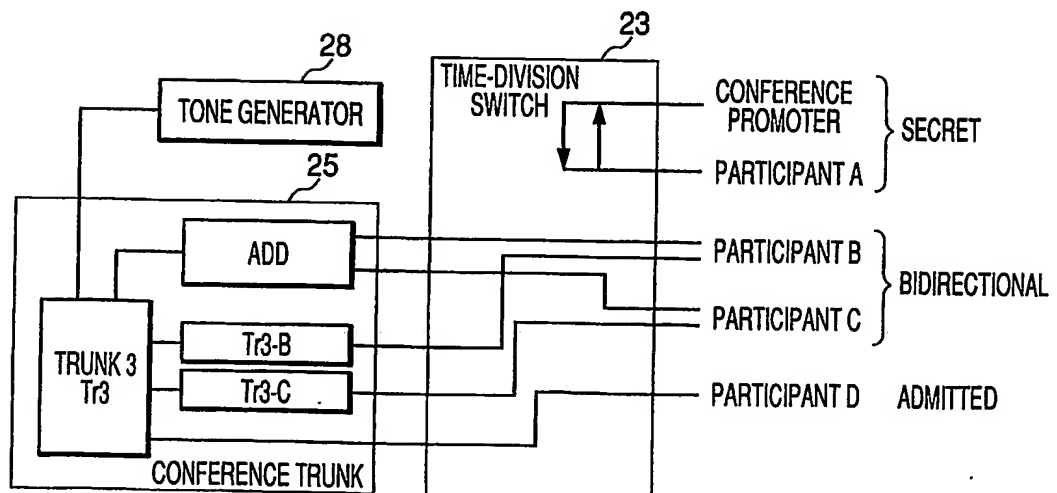 28
TONE GENERATOR
23
TIME-DIVISION
SWITCH
CONFERENCE
PROMOTER
SECRET
PARTICIPANT A
25
ADD
PARTICIPANT B
BIDIRECTIONAL
PARTICIPANT C
TRUNK 3
Tr3
Tr3-B
Tr3-C
PARTICIPANT D ADMITTED
CONFERENCE TRUNK